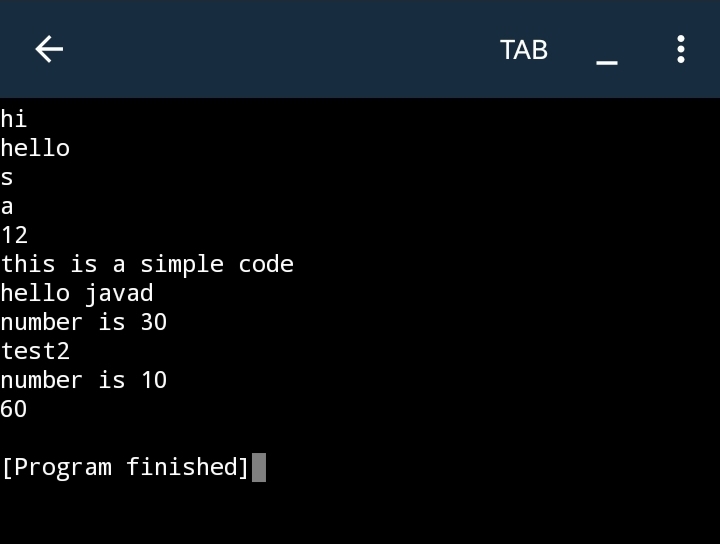 TAB _
hi
hello
s
a
12
this is a simple code
hello javad
number is 30
test2
number is 10
60
[Program finished]